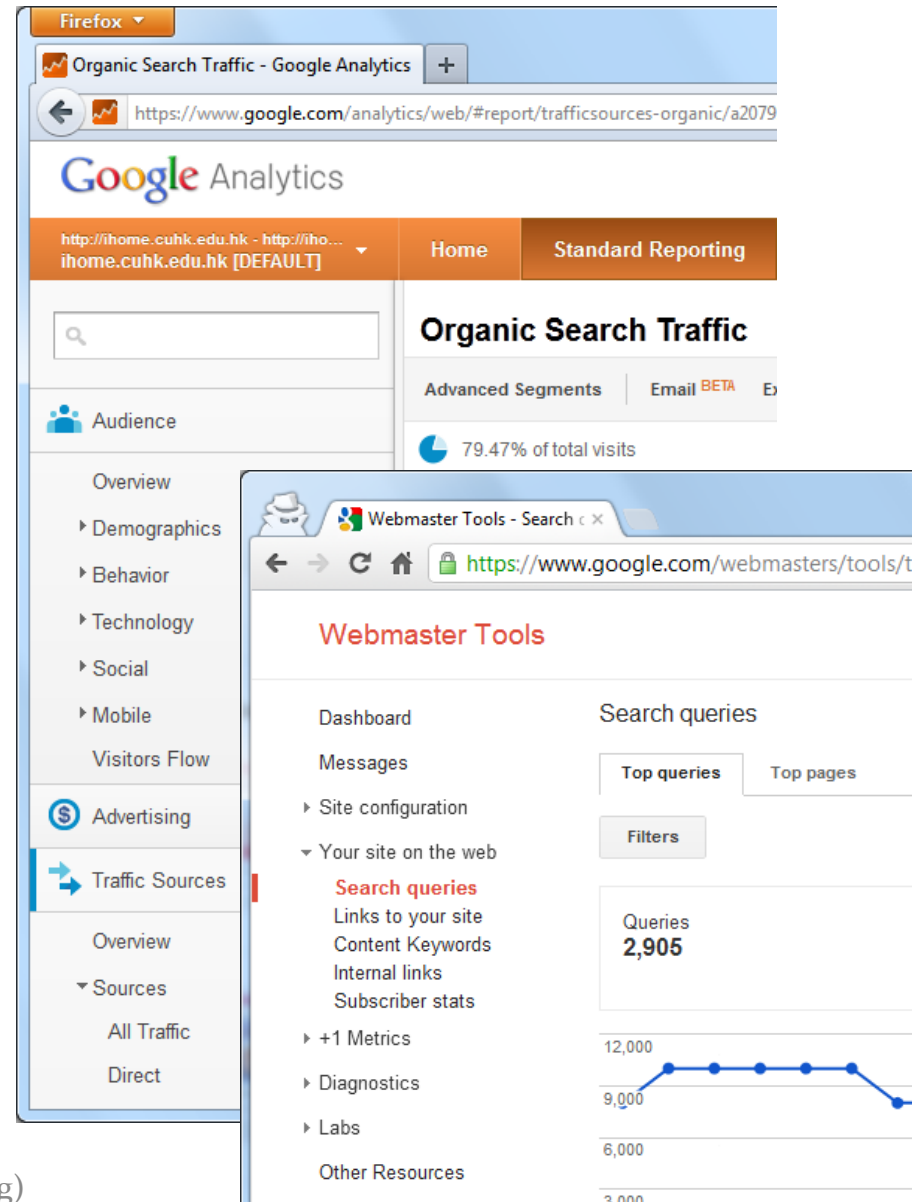 Firefox
Organic Search Traffic - Google Analytics
https://www.google.com/analytics/web/#report/trafficsources-organic/a2079
Google Analytics
http://ihome.cuhk.edu.hk - http://iho...
ihome.cuhk.edu.hk [DEFAULT]
Home
Standard Reporting
Organic Search Traffic
Advanced Segments
Email BETA
Ex
79.47% of total visits
Audience
Overview
Demographics
Behavior
Technology
Social
Mobile
Visitors Flow
Advertising
Traffic Sources
Overview
Sources
All Traffic
Direct
Webmaster Tools - Search
https://www.google.com/webmasters/tools/t
Webmaster Tools
Dashboard
Messages
Site configuration
Your site on the web
Search queries
Links to your site
Content Keywords
Internal links
Subscriber stats
+1 Metrics
Diagnostics
Labs
Other Resources
Search queries
Top queries
Top pages
Filters
Queries
2,905
12,000
9,000
6,000
3,000
g)